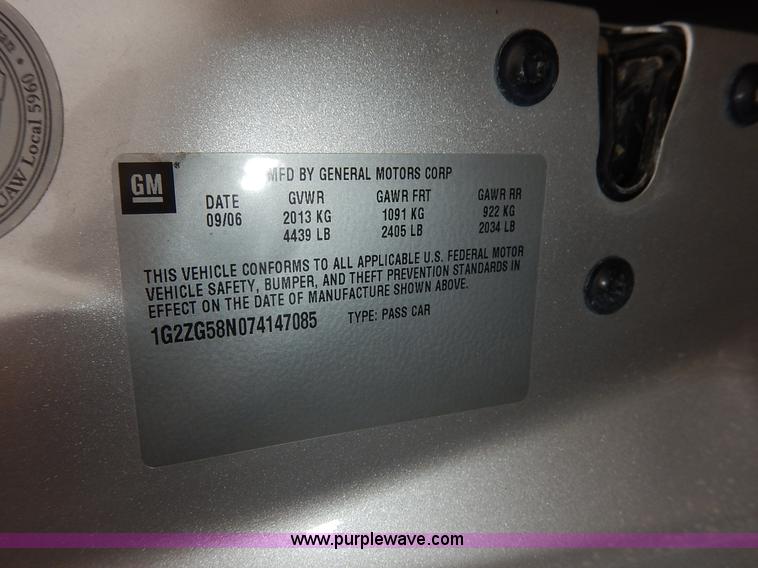 UAW Local 5960
GM
MFD BY GENERAL MOTORS CORP
DATE GVWR GAWR FRT GAWR RR
09/06 2013 KG 1091 KG 922 KG
4439 LB 2405 LB 2034 LB
THIS VEHICLE CONFORMS TO ALL APPLICABLE U.S. FEDERAL MOTOR
VEHICLE SAFETY, BUMPER, AND THEFT PREVENTION STANDARDS IN
EFFECT ON THE DATE OF MANUFACTURE SHOWN ABOVE.
1G2ZG58N074147085 TYPE: PASS CAR
www.purplewave.com